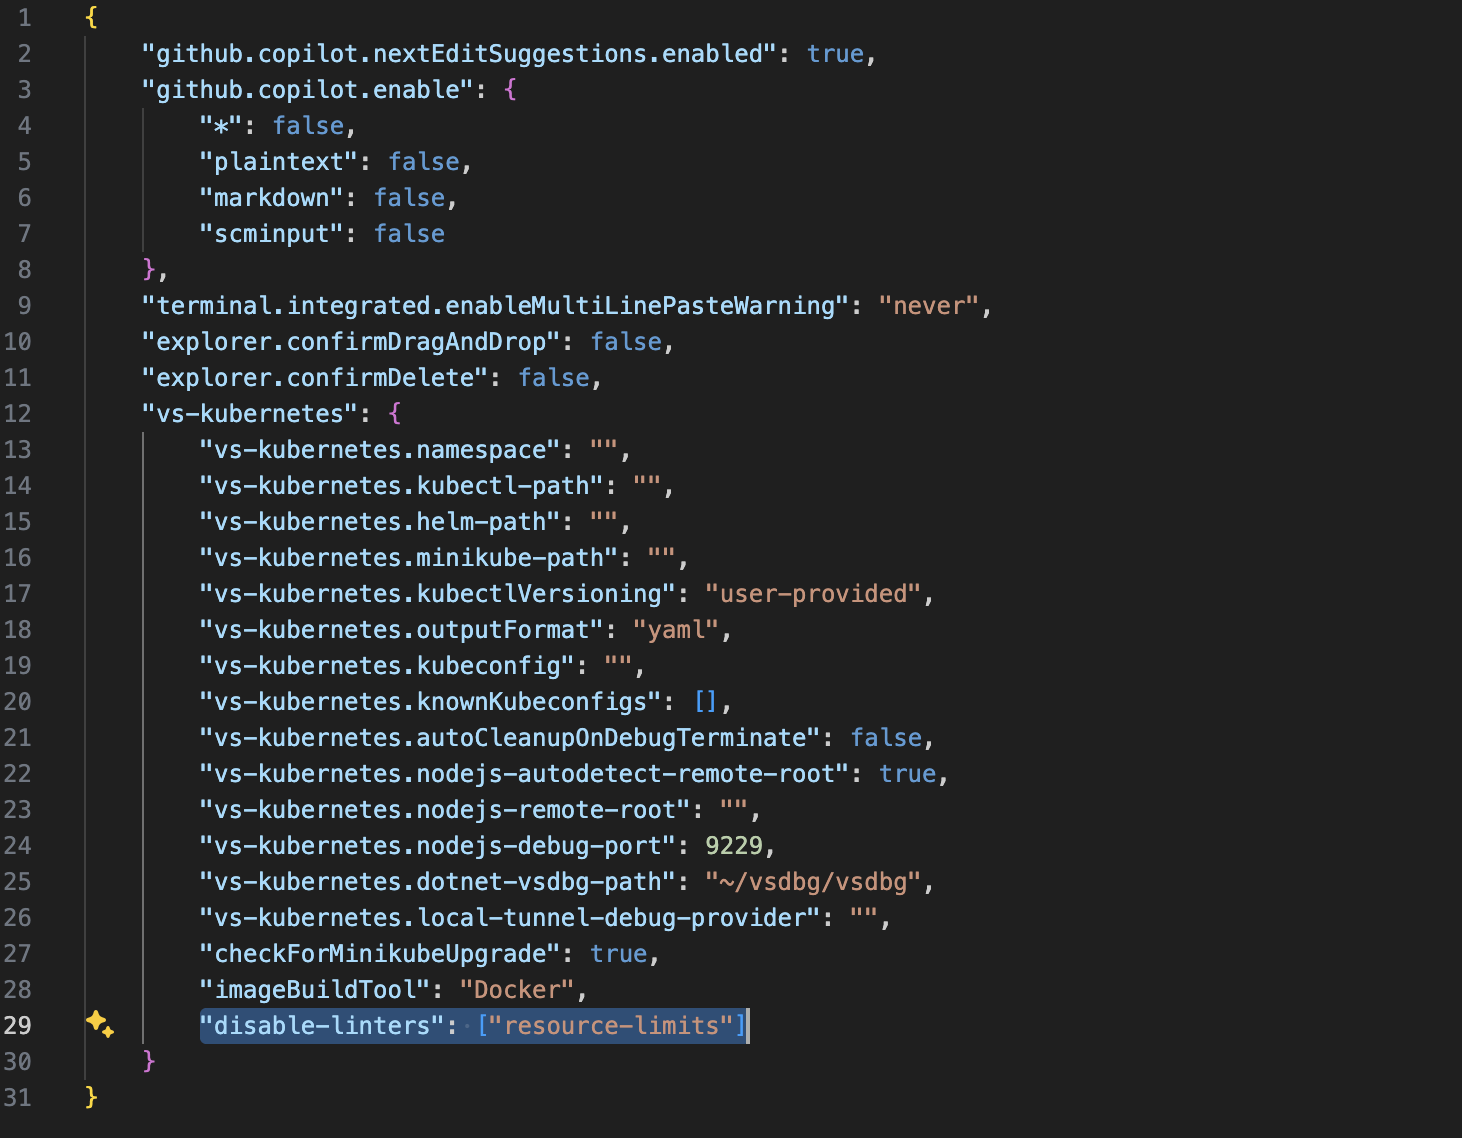 1 {
2     "github.copilot.nextEditSuggestions.enabled": true,
3     "github.copilot.enable": {
4         "*": false,
5         "plaintext": false,
6         "markdown": false,
7         "scminput": false
8     },
9     "terminal.integrated.enableMultiLinePasteWarning": "never",
10     "explorer.confirmDragAndDrop": false,
11     "explorer.confirmDelete": false,
12     "vs-kubernetes": {
13         "vs-kubernetes.namespace": "",
14         "vs-kubernetes.kubectl-path": "",
15         "vs-kubernetes.helm-path": "",
16         "vs-kubernetes.minikube-path": "",
17         "vs-kubernetes.kubectlVersioning": "user-provided",
18         "vs-kubernetes.outputFormat": "yaml",
19         "vs-kubernetes.kubeconfig": "",
20         "vs-kubernetes.knownKubeconfigs": [],
21         "vs-kubernetes.autoCleanupOnDebugTerminate": false,
22         "vs-kubernetes.nodejs-autodetect-remote-root": true,
23         "vs-kubernetes.nodejs-remote-root": "",
24         "vs-kubernetes.nodejs-debug-port": 9229,
25         "vs-kubernetes.dotnet-vsdbg-path": "~/vsdbg/vsdbg",
26         "vs-kubernetes.local-tunnel-debug-provider": "",
27         "checkForMinikubeUpgrade": true,
28         "imageBuildTool": "Docker",
29         "disable-linters": ["resource-limits"]
30     }
31 }